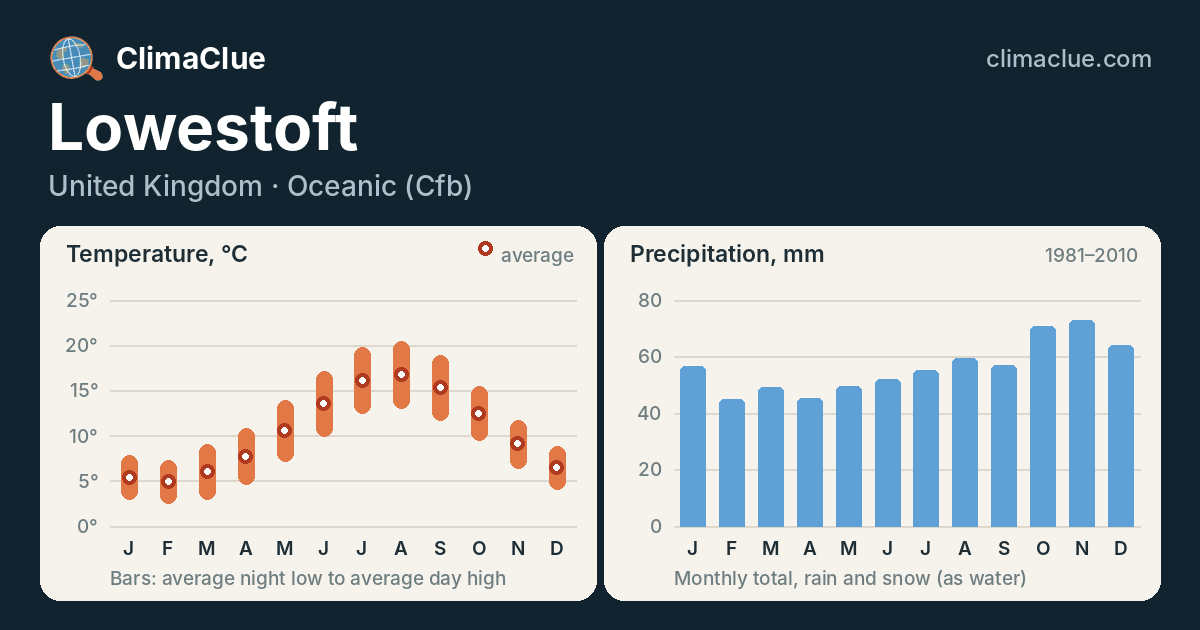 ClimaClue
climaclue.com
Lowestoft
United Kingdom · Oceanic (Cfb)
Temperature, °C
average
25°
20°
15°
10°
5°
0°
J F M A M J J A S O N D
Bars: average night low to average day high
Precipitation, mm
1981–2010
80
60
40
20
0
J F M A M J J A S O N D
Monthly total, rain and snow (as water)